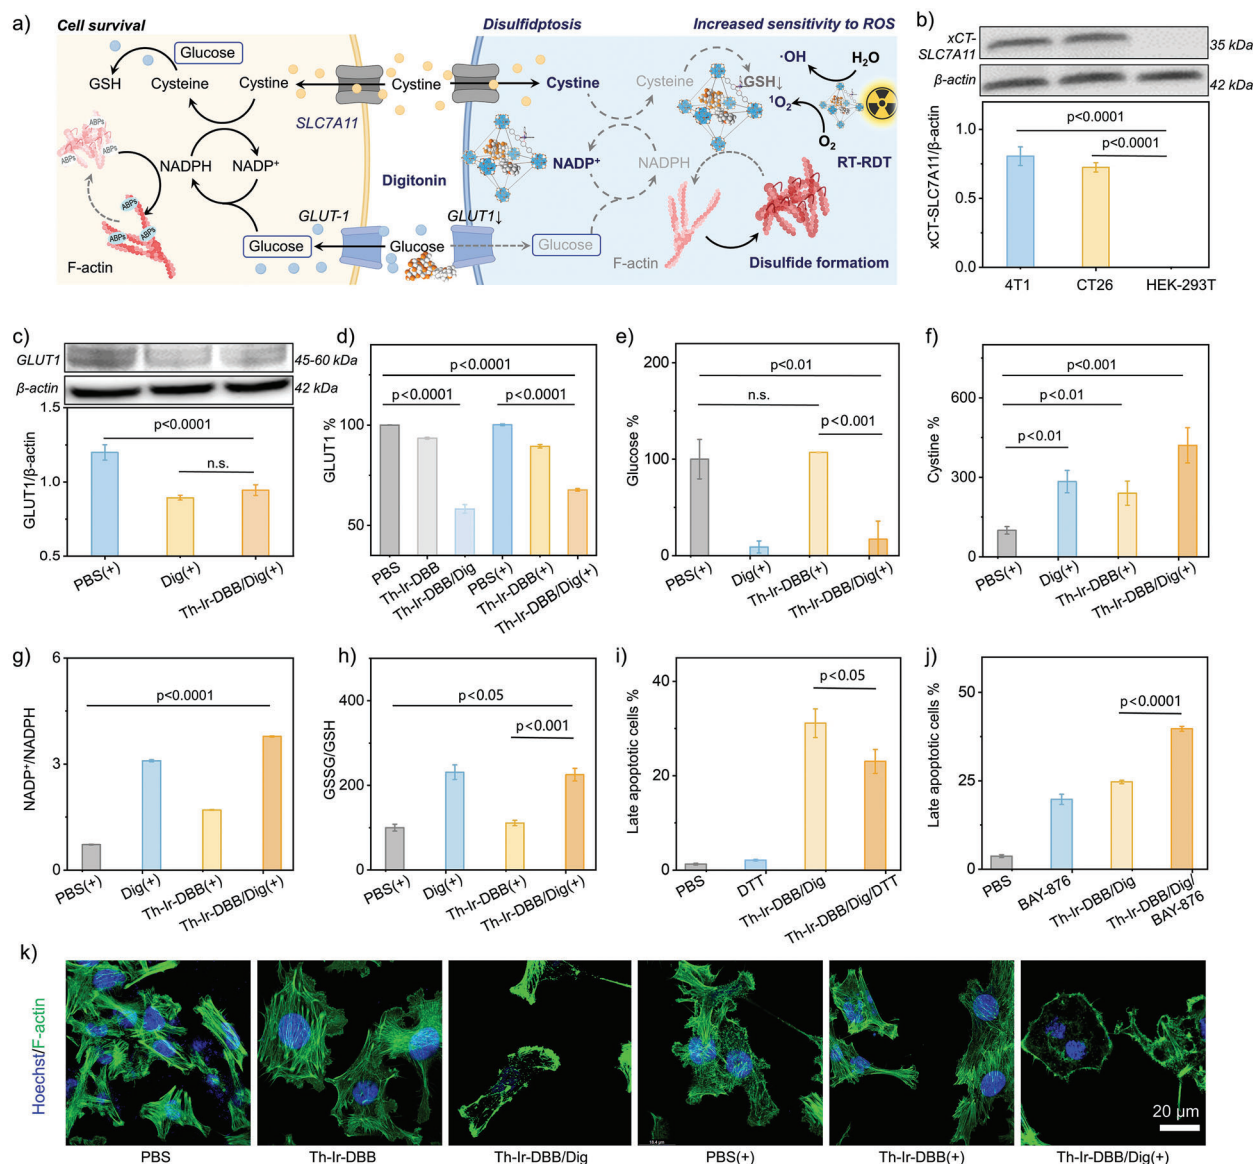 a)
Cell survival
Disulfidptosis
Increased sensitivity to ROS
Glucose
GSH
Cysteine
Cystine
Cystine
Cystine
Cysteine
GSH↓
·OH
H₂O
¹O₂
O₂
SLC7A11
ABPs
ABPs
ABPs
NADPH
NADP⁺
Digitonin
NADP⁺
NADPH
RT-RDT
ABPs
ABPs
ABPs
F-actin
GLUT-1
GLUT1↓
Glucose
Glucose
Glucose
F-actin
Disulfide formatiom
b)
xCT-
SLC7A11
35 kDa
β-actin
42 kDa
xCT-SLC7A11/β-actin
1.0
0.5
0.0
p<0.0001
p<0.0001
4T1
CT26
HEK-293T
c)
GLUT1
45-60 kDa
β-actin
42 kDa
GLUT1/β-actin
1.5
1.0
0.5
p<0.0001
n.s.
PBS(+)
Dig(+)
Th-Ir-DBB/Dig(+)
d)
GLUT1 %
100
50
p<0.0001
p<0.0001
p<0.0001
PBS
Th-Ir-DBB
Th-Ir-DBB/Dig
PBS(+)
Th-Ir-DBB(+)
Th-Ir-DBB/Dig(+)
e)
Glucose %
200
100
0
p<0.01
n.s.
p<0.001
PBS(+)
Dig(+)
Th-Ir-DBB(+)
Th-Ir-DBB/Dig(+)
f)
Cystine %
600
300
0
p<0.001
p<0.01
p<0.01
PBS(+)
Dig(+)
Th-Ir-DBB(+)
Th-Ir-DBB/Dig(+)
g)
NADP⁺/NADPH
6
3
0
p<0.0001
PBS(+)
Dig(+)
Th-Ir-DBB(+)
Th-Ir-DBB/Dig(+)
h)
GSSG/GSH
400
200
0
p<0.05
p<0.001
PBS(+)
Dig(+)
Th-Ir-DBB(+)
Th-Ir-DBB/Dig(+)
i)
Late apoptotic cells %
40
20
0
p<0.05
PBS
DTT
Th-Ir-DBB/Dig
Th-Ir-DBB/Dig/DTT
j)
Late apoptotic cells %
50
25
0
p<0.0001
PBS
BAY-876
Th-Ir-DBB/Dig
Th-Ir-DBB/Dig/
BAY-876
k)
Hoechst/F-actin
20 µm
PBS
Th-Ir-DBB
Th-Ir-DBB/Dig
PBS(+)
Th-Ir-DBB(+)
Th-Ir-DBB/Dig(+)